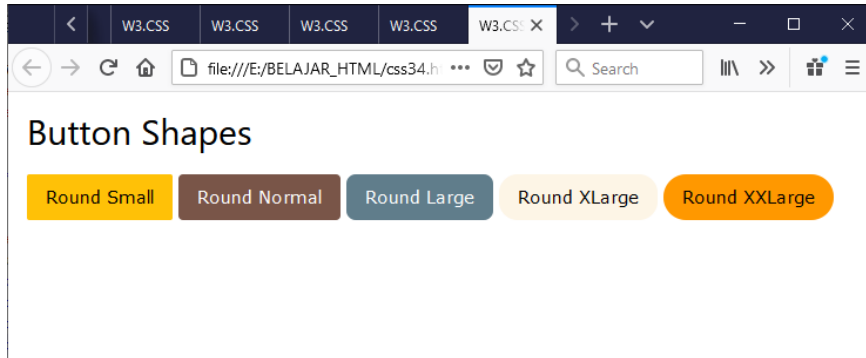 W3.CSS W3.CSS W3.CSS W3.CSS W3.CSS
file:///E:/BELAJAR_HTML/css34.h Search
Button Shapes
Round Small Round Normal Round Large Round XLarge Round XXLarge